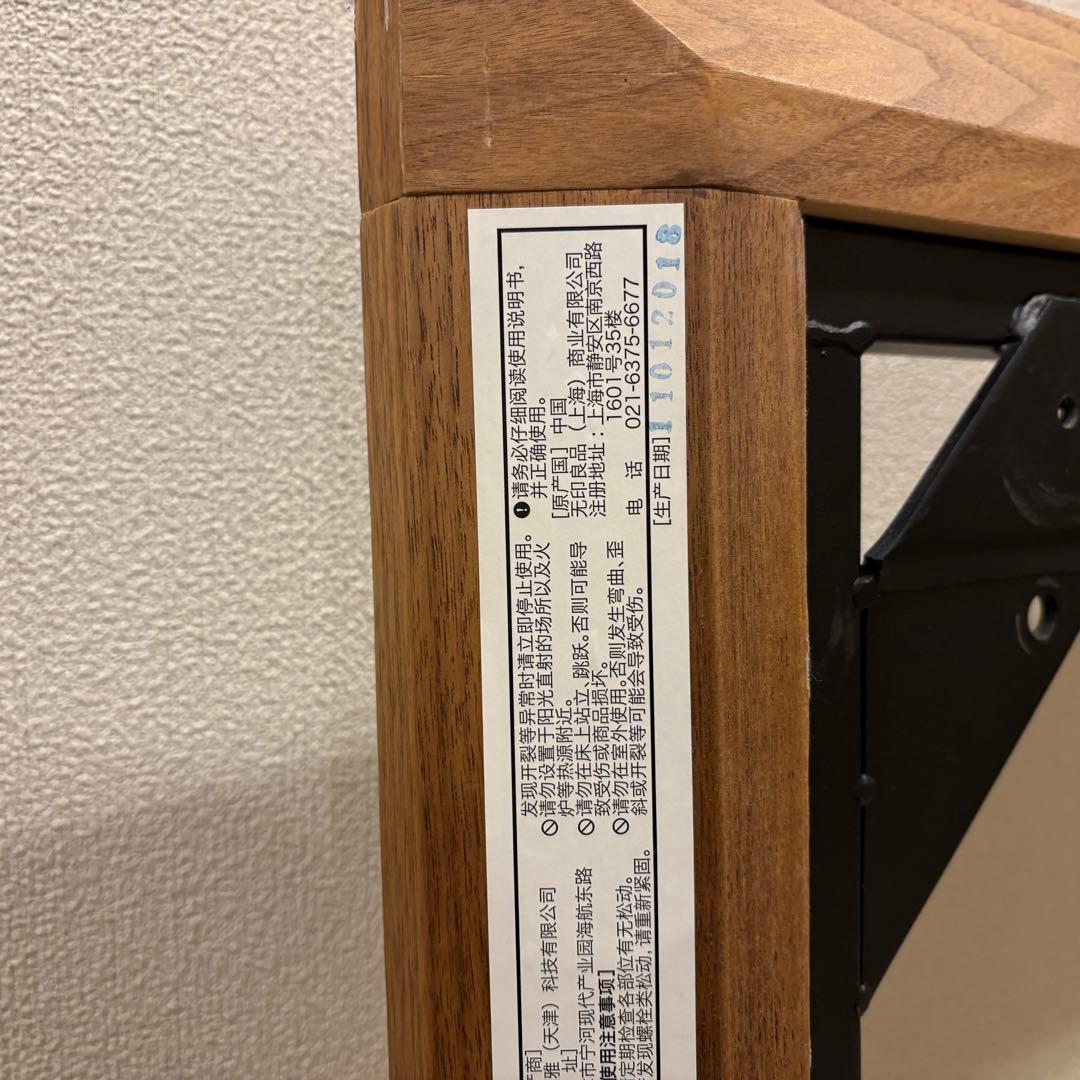 产商]
雅（天津）科技有限公司
址]
市宁河现代产业园海航东路
使用注意事项]
定期检查各部位有无松动。
发现螺栓类松动,请重新紧固。
发现开裂等异常时请立即停止使用。
请勿设置于阳光直射的场所以及火
炉等热源附近。
请勿在床上站立、跳跃。否则可能导
致受伤或商品损坏。
请勿在室外使用。否则发生弯曲、歪
斜或开裂等可能会导致受伤。
请务必仔细阅读使用说明书，
并正确使用。
[原产国] 中国
无印良品（上海）商业有限公司
注册地址：上海市静安区南京西路
1601号35楼
电 话 021-6375-6677
[生产日期] 11012018